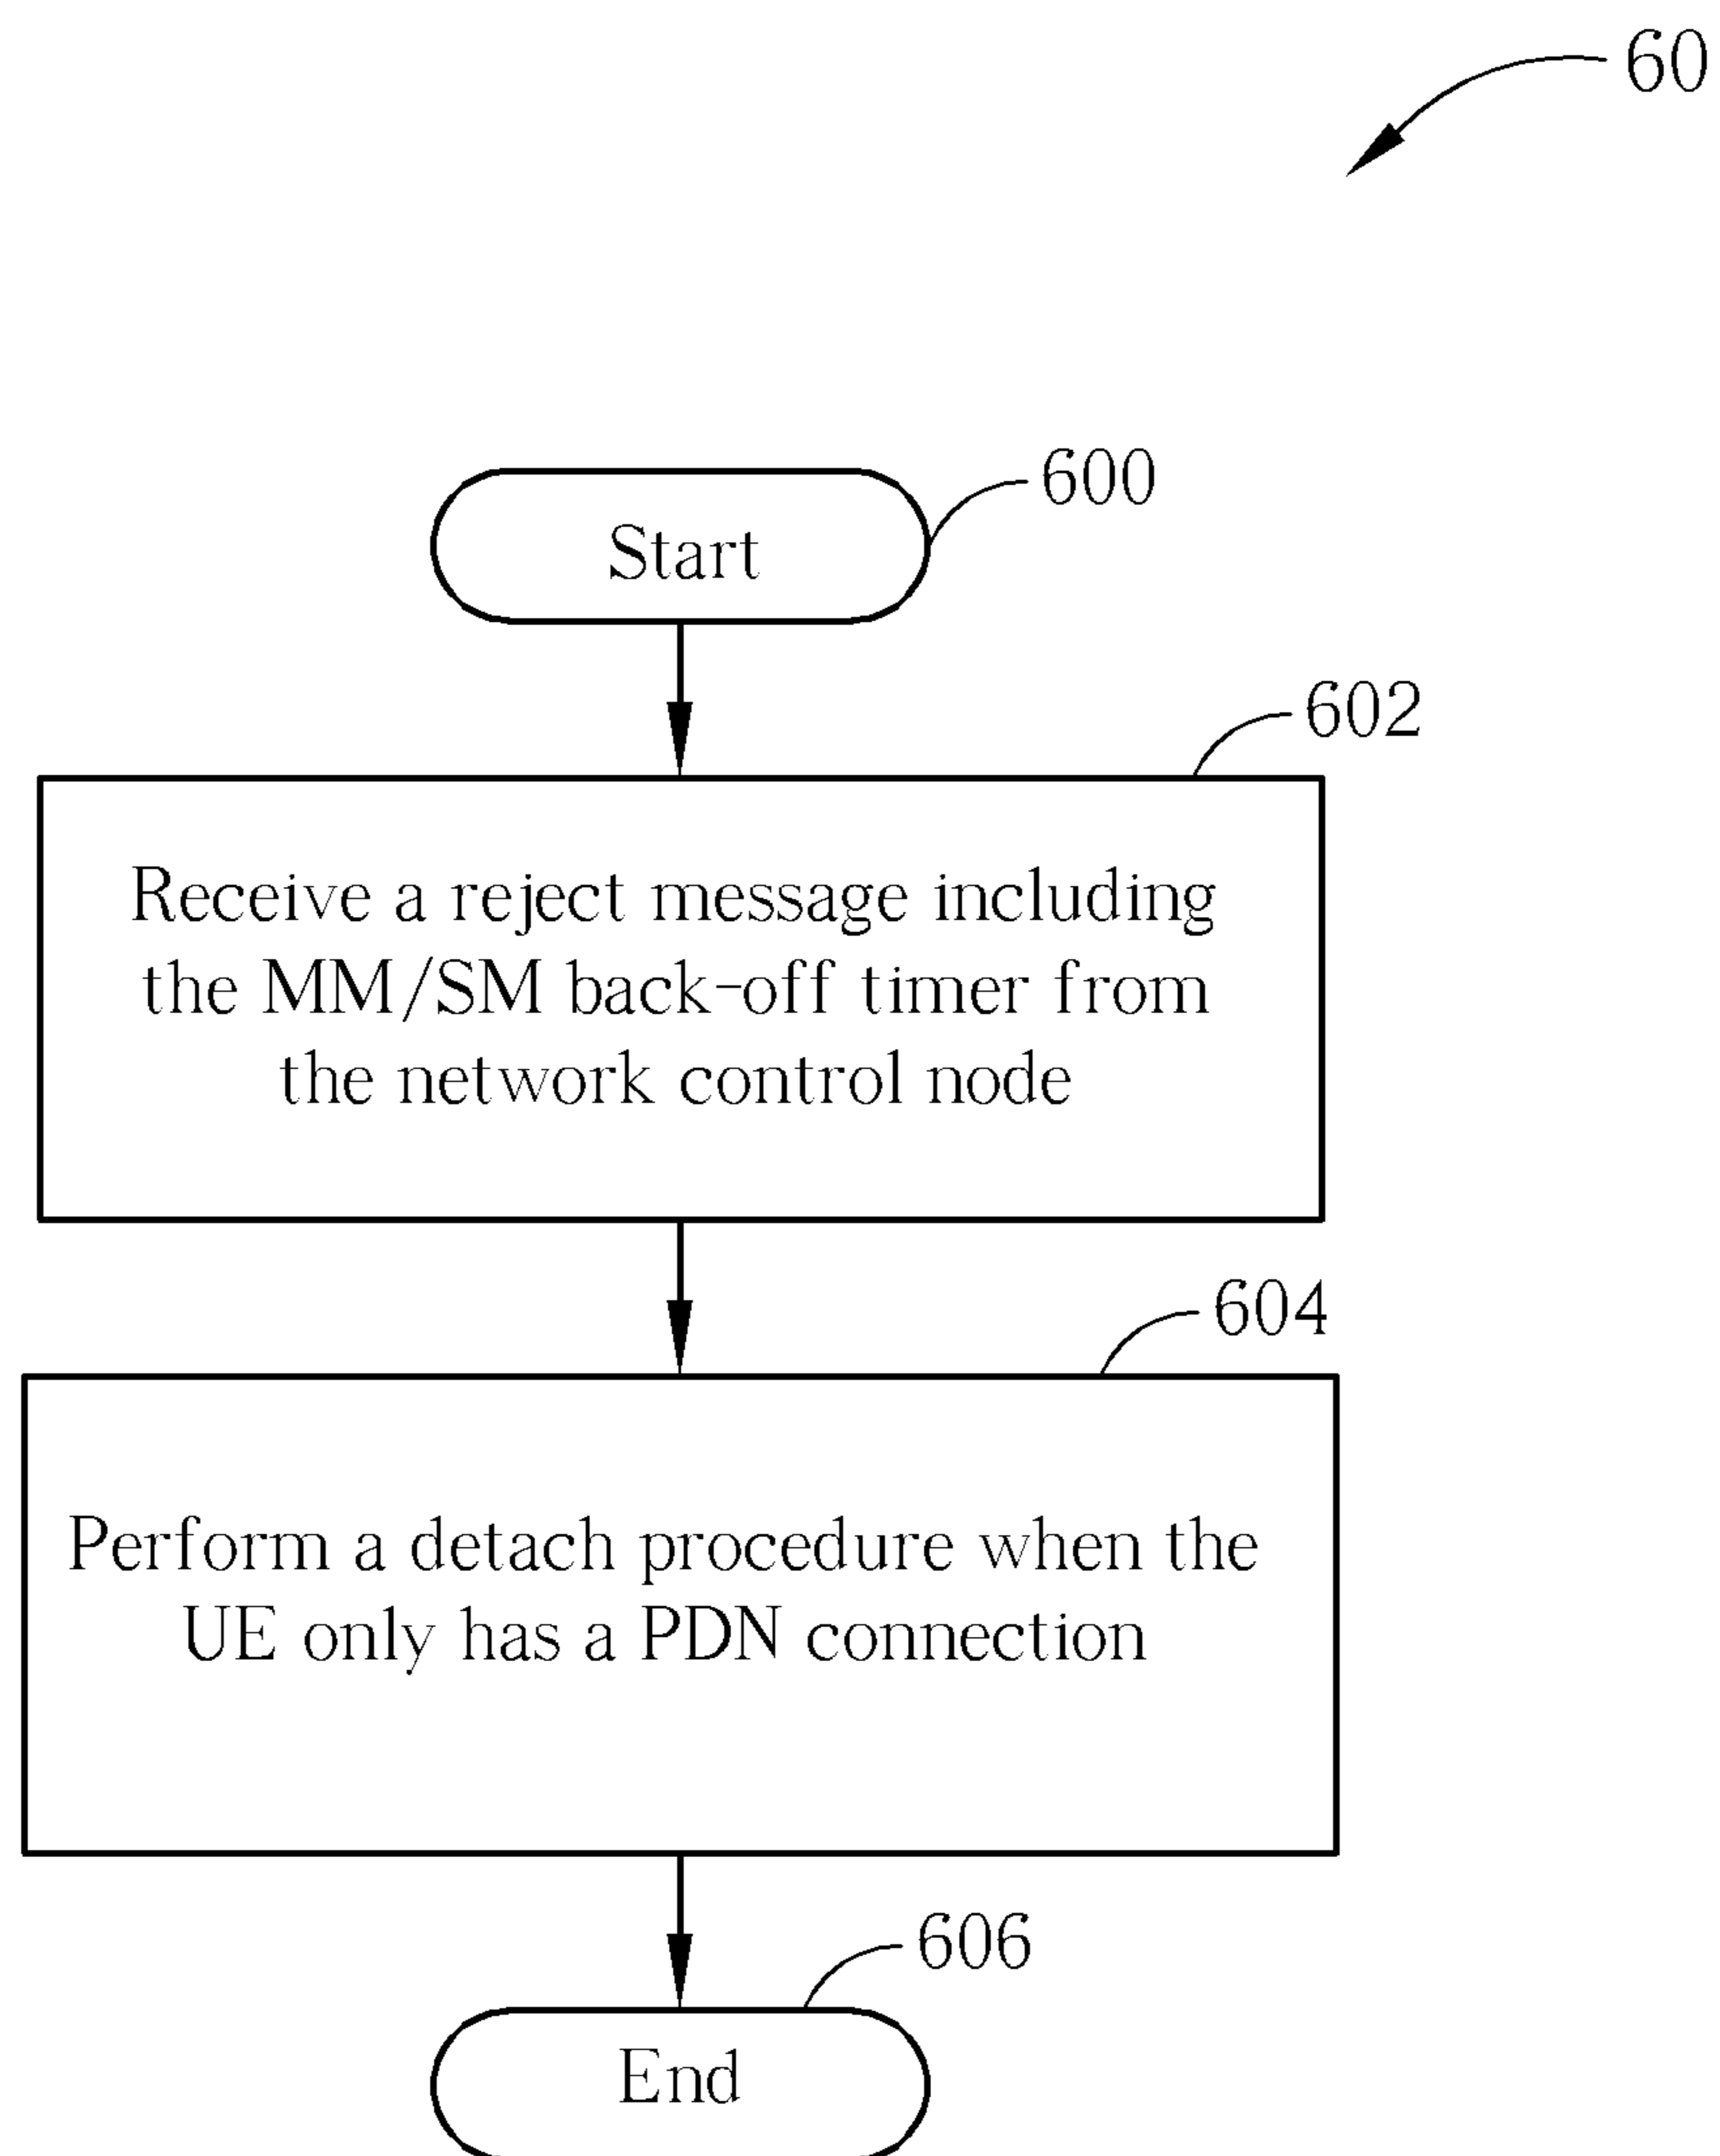 60
600
Start
602
Receive a reject message including
the MM/SM back-off timer from
the network control node
604
Perform a detach procedure when the
UE only has a PDN connection
606
End